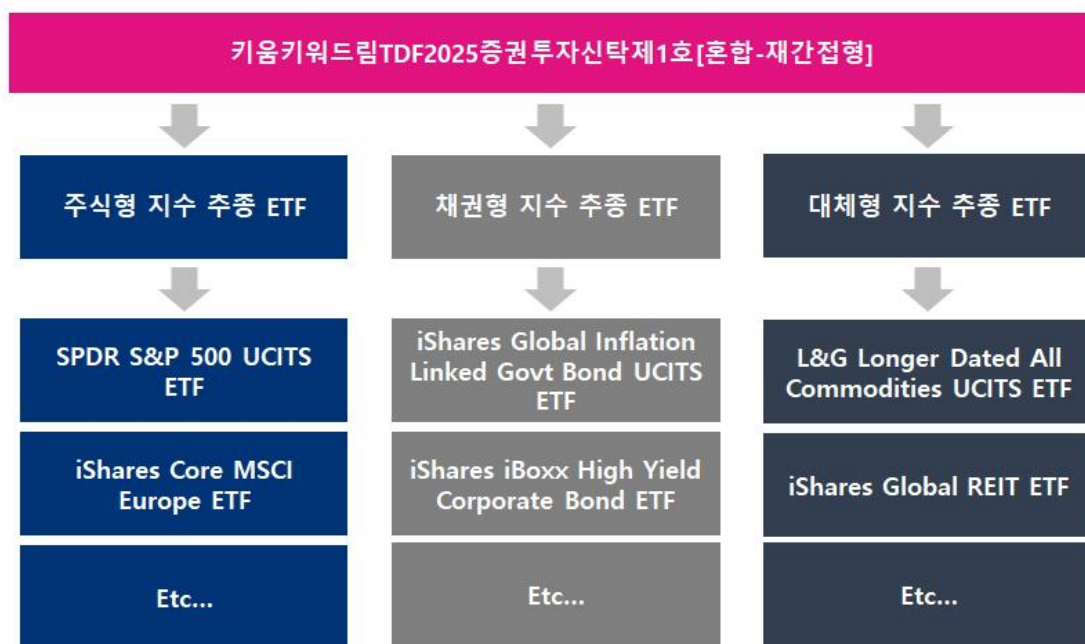 키움키워드림TDF2025증권투자신탁제1호[혼합-재간접형]
주식형 지수 추종 ETF
채권형 지수 추종 ETF
대체형 지수 추종 ETF
SPDR S&P 500 UCITS
ETF
iShares Global Inflation
Linked Govt Bond UCITS
ETF
L&G Longer Dated All
Commodities UCITS ETF
iShares Core MSCI
Europe ETF
iShares iBoxx High Yield
Corporate Bond ETF
iShares Global REIT ETF
Etc...
Etc...
Etc...